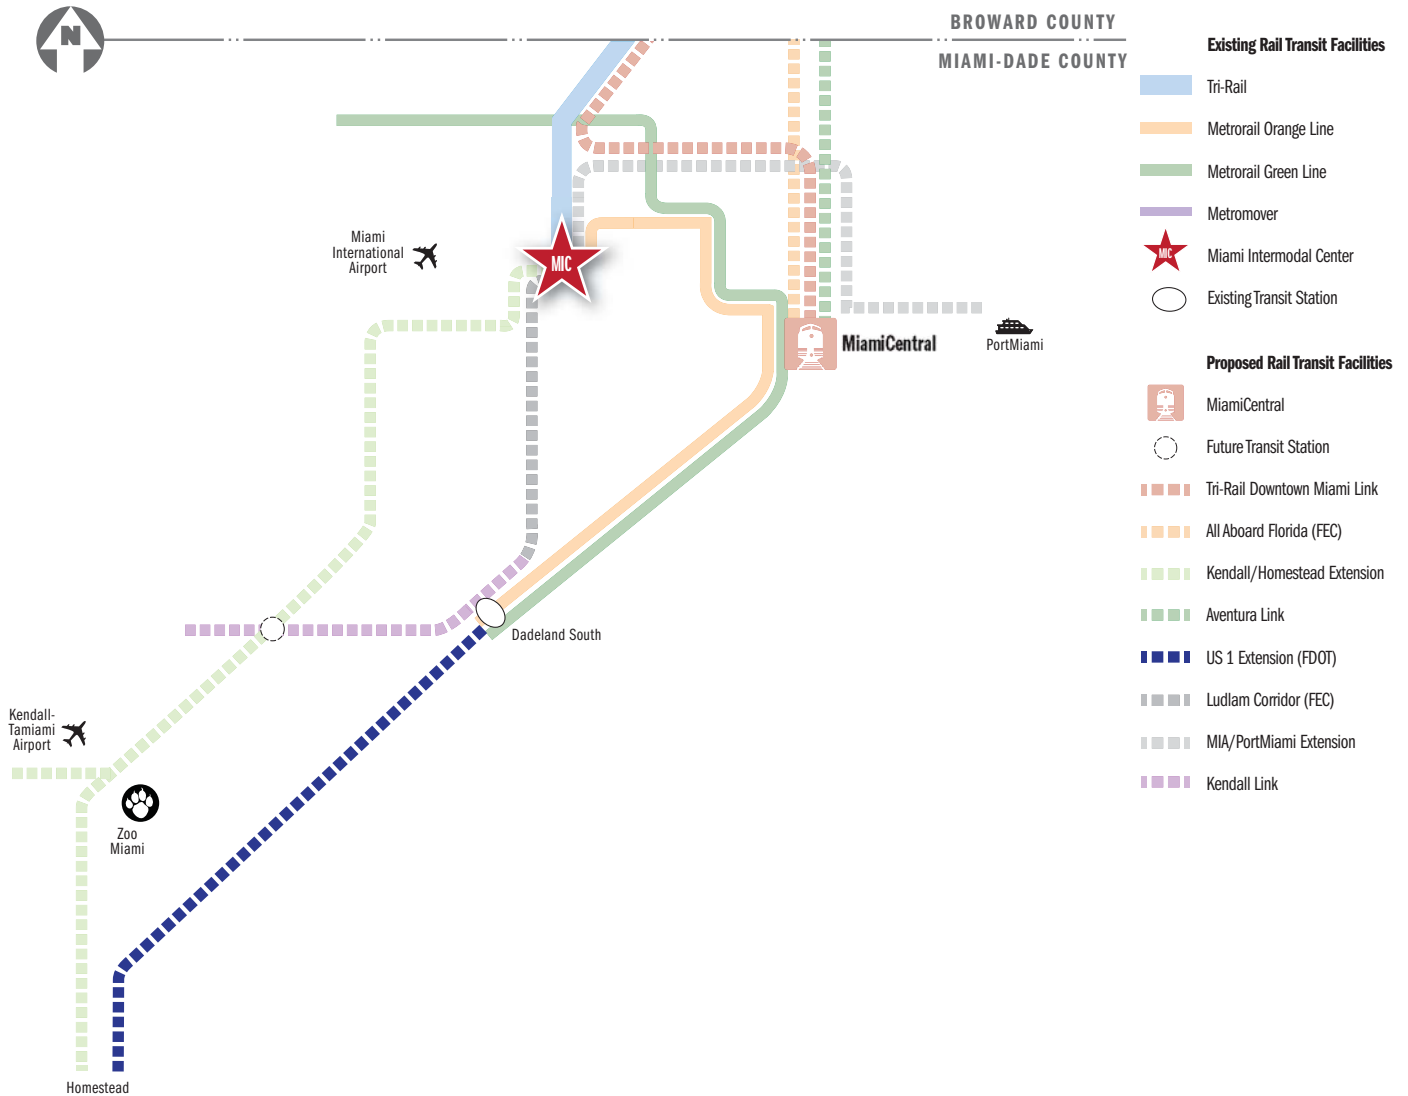 N
BROWARD COUNTY
MIAMI-DADE COUNTY
Miami
International
Airport
MIC
MiamiCentral
PortMiami
Dadeland South
Kendall-
Tamiami
Airport
Zoo
Miami
Homestead
Existing Rail Transit Facilities
Tri-Rail
Metrorail Orange Line
Metrorail Green Line
Metromover
MIC
Miami Intermodal Center
Existing Transit Station
Proposed Rail Transit Facilities
MiamiCentral
Future Transit Station
Tri-Rail Downtown Miami Link
All Aboard Florida (FEC)
Kendall/Homestead Extension
Aventura Link
US 1 Extension (FDOT)
Ludlam Corridor (FEC)
MIA/PortMiami Extension
Kendall Link